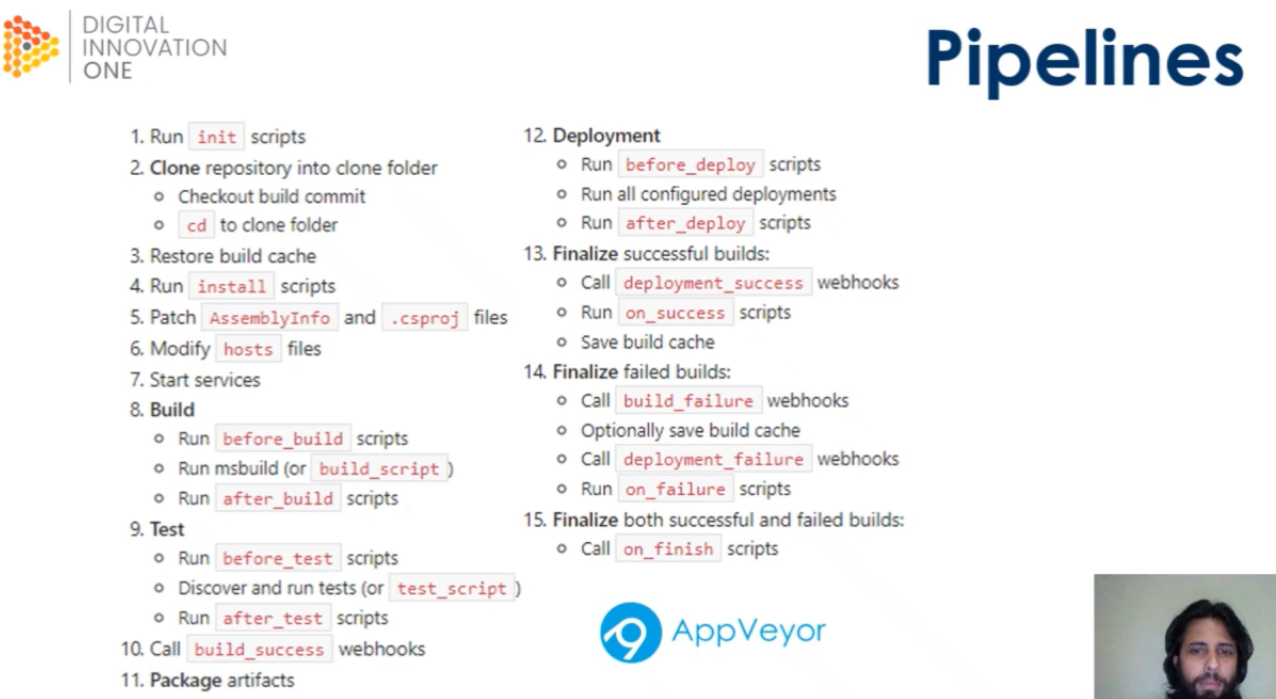 DIGITAL
INNOVATION
ONE
Pipelines
1. Run init scripts
2. Clone repository into clone folder
Checkout build commit
cd to clone folder
3. Restore build cache
4. Run install scripts
5. Patch AssemblyInfo and .csproj files
6. Modify hosts files
7. Start services
8. Build
Run before_build scripts
Run msbuild (or build_script )
Run after_build scripts
9. Test
Run before_test scripts
Discover and run tests (or test_script )
Run after_test scripts
10. Call build_success webhooks
11. Package artifacts
12. Deployment
Run before_deploy scripts
Run all configured deployments
Run after_deploy scripts
13. Finalize successful builds:
Call deployment_success webhooks
Run on_success scripts
Save build cache
14. Finalize failed builds:
Call build_failure webhooks
Optionally save build cache
Call deployment_failure webhooks
Run on_failure scripts
15. Finalize both successful and failed builds:
Call on_finish scripts
AppVeyor